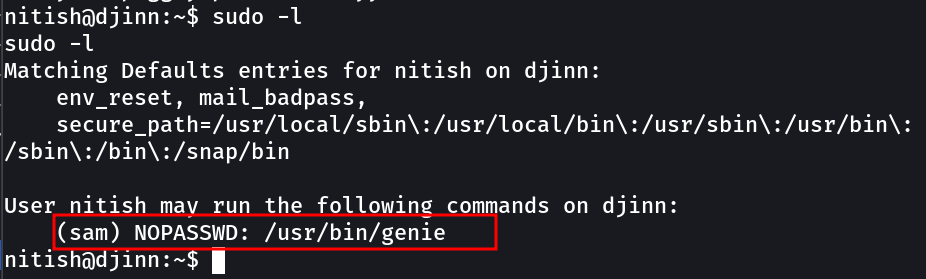 nitish@djinn:~$ sudo -l
sudo -l
Matching Defaults entries for nitish on djinn:
    env_reset, mail_badpass,
    secure_path=/usr/local/sbin\:/usr/local/bin\:/usr/sbin\:/usr/bin\:
/sbin\:/bin\:/snap/bin

User nitish may run the following commands on djinn:
    (sam) NOPASSWD: /usr/bin/genie
nitish@djinn:~$